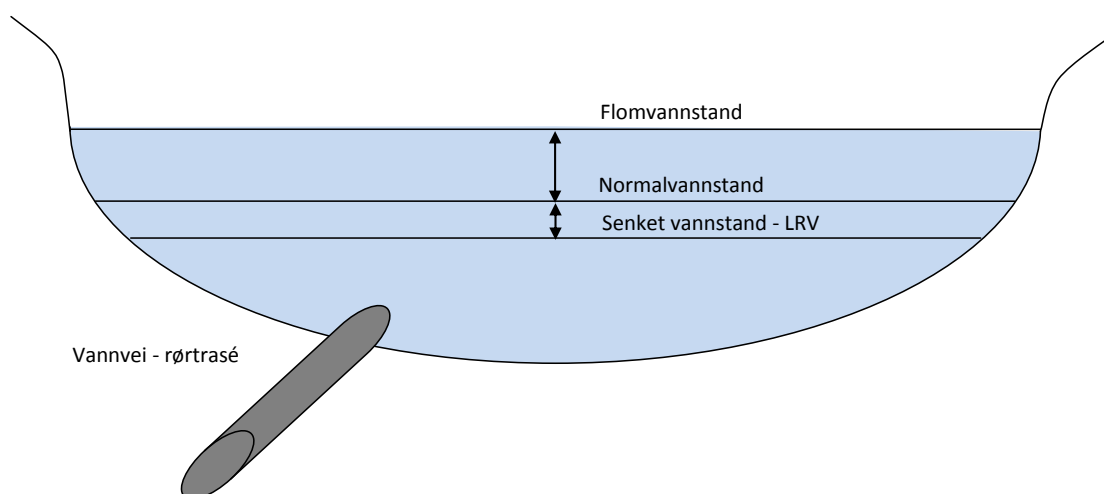 Flomvannstand
Normalvannstand
Senket vannstand - LRV
Vannvei - rørtrasé